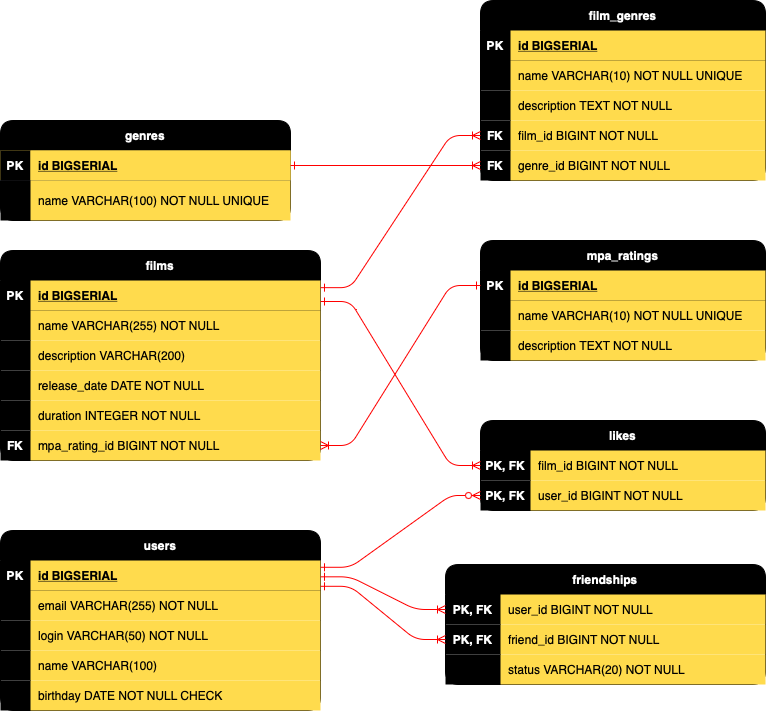 film_genres
PK id BIGSERIAL
name VARCHAR(10) NOT NULL UNIQUE
description TEXT NOT NULL
FK film_id BIGINT NOT NULL
FK genre_id BIGINT NOT NULL
genres
PK id BIGSERIAL
name VARCHAR(100) NOT NULL UNIQUE
films
PK id BIGSERIAL
name VARCHAR(255) NOT NULL
description VARCHAR(200)
release_date DATE NOT NULL
duration INTEGER NOT NULL
FK mpa_rating_id BIGINT NOT NULL
mpa_ratings
PK id BIGSERIAL
name VARCHAR(10) NOT NULL UNIQUE
description TEXT NOT NULL
likes
PK, FK film_id BIGINT NOT NULL
PK, FK user_id BIGINT NOT NULL
users
PK id BIGSERIAL
email VARCHAR(255) NOT NULL
login VARCHAR(50) NOT NULL
name VARCHAR(100)
birthday DATE NOT NULL CHECK
friendships
PK, FK user_id BIGINT NOT NULL
PK, FK friend_id BIGINT NOT NULL
status VARCHAR(20) NOT NULL